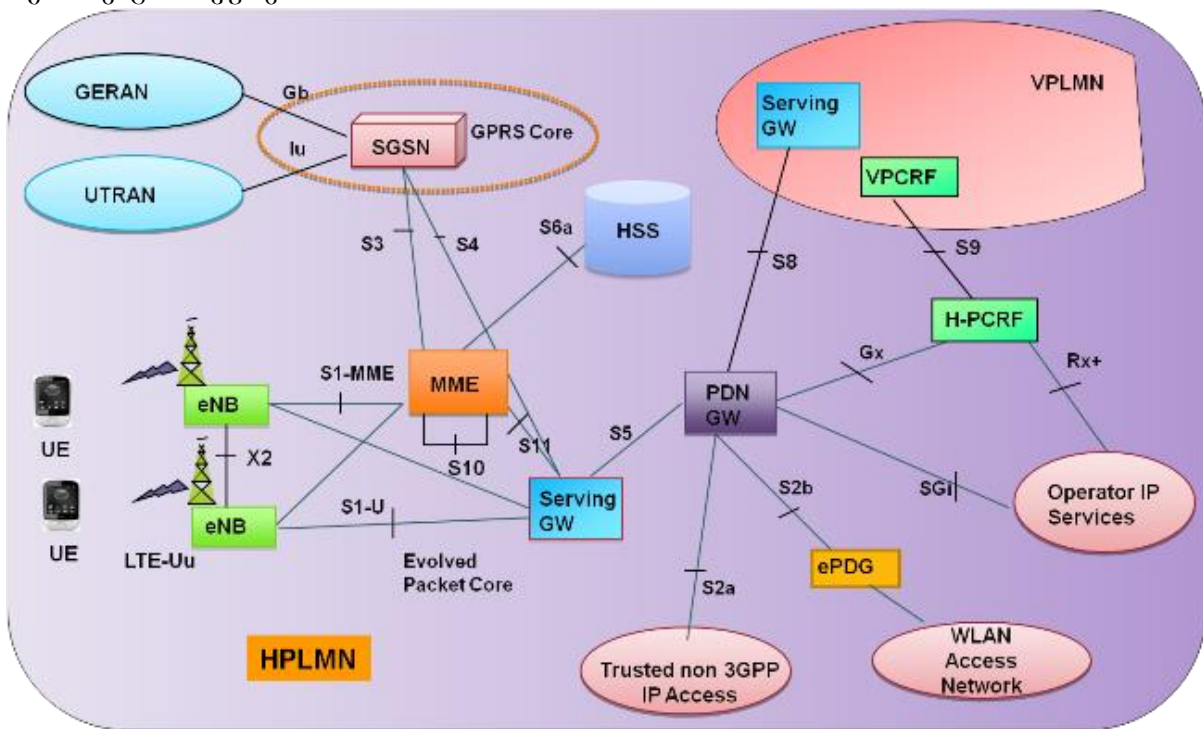 GERAN
Gb
GPRS Core
SGSN
Iu
UTRAN
Serving
GW
VPLMN
VPCRF
S3
S4
S6a
HSS
S8
S9
H-PCRF
S1-MME
MME
Gx
Rx+
PDN
GW
eNB
UE
X2
S10
S11
S5
S1-U
Serving
GW
S2b
SGi
Operator IP
Services
eNB
UE
LTE-Uu
Evolved
Packet Core
S2a
ePDG
HPLMN
Trusted non 3GPP
IP Access
WLAN
Access
Network